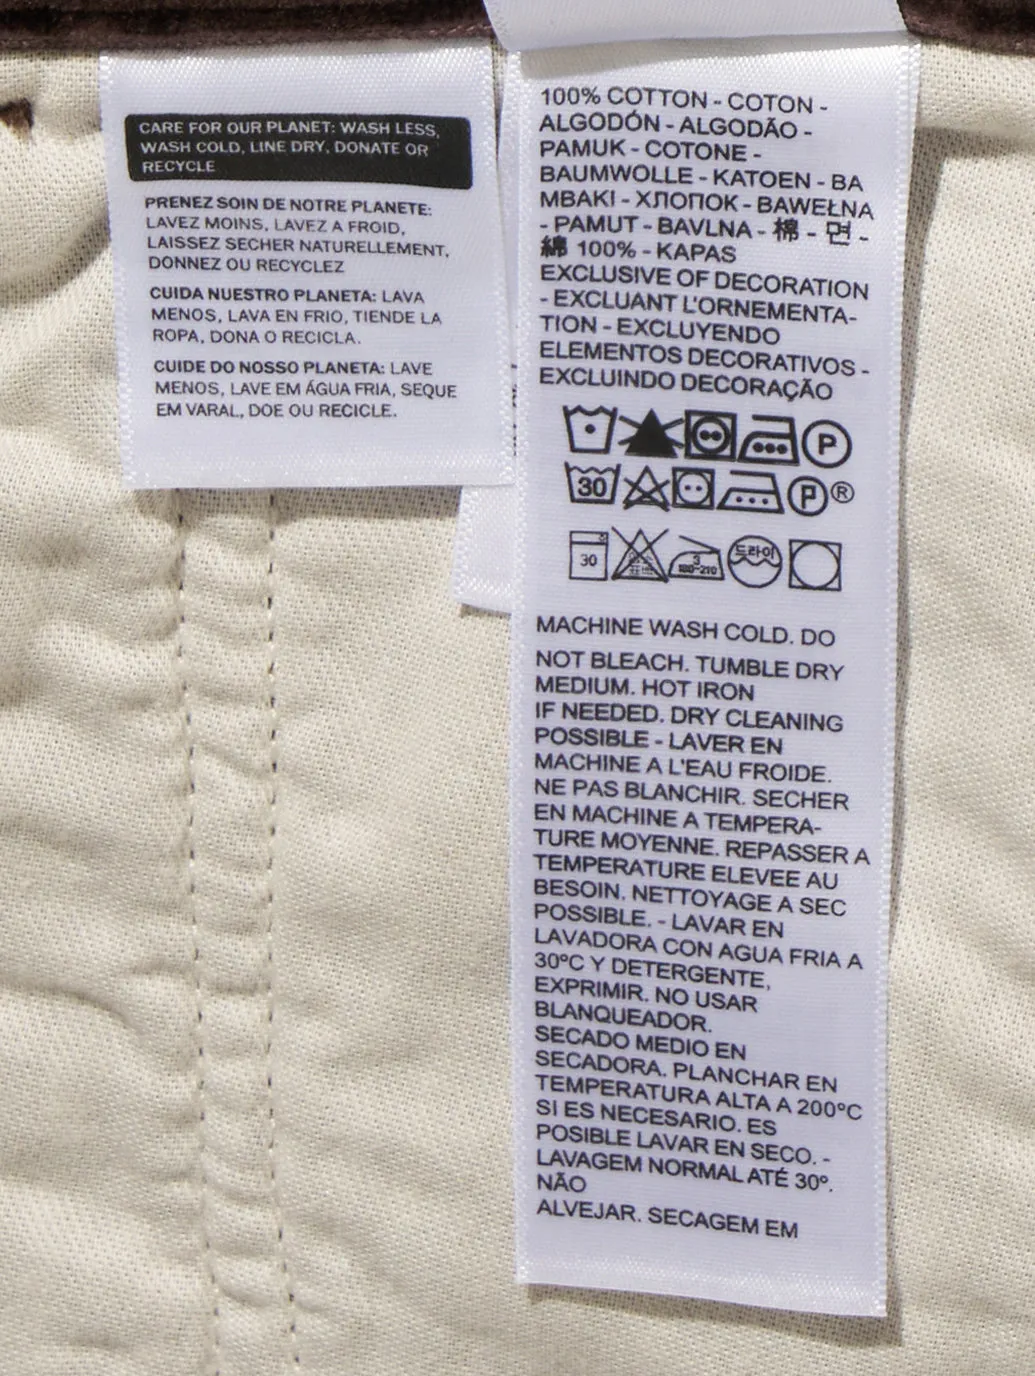 CARE FOR OUR PLANET: WASH LESS,
WASH COLD, LINE DRY, DONATE OR
RECYCLE
PRENEZ SOIN DE NOTRE PLANETE:
LAVEZ MOINS, LAVEZ A FROID,
LAISSEZ SECHER NATURELLEMENT,
DONNEZ OU RECYCLEZ
CUIDA NUESTRO PLANETA: LAVA
MENOS, LAVA EN FRIO, TIENDE LA
ROPA, DONA O RECICLA.
CUIDE DO NOSSO PLANETA: LAVE
MENOS, LAVE EM ÁGUA FRIA, SEQUE
EM VARAL, DOE OU RECICLE.
100% COTTON - COTON -
ALGODÓN - ALGODÃO -
PAMUK - COTONE -
BAUMWOLLE - KATOEN - BA
MBAKI - ХЛОПОК - BAWEŁNA
- PAMUT - BAVLNA - 棉 - 면 -
綿 100% - KAPAS
EXCLUSIVE OF DECORATION
- EXCLUANT L'ORNEMENTA-
TION - EXCLUYENDO
ELEMENTOS DECORATIVOS -
EXCLUINDO DECORAÇÃO
P
30 P ®
30 3 180-210 드라이
MACHINE WASH COLD. DO
NOT BLEACH. TUMBLE DRY
MEDIUM. HOT IRON
IF NEEDED. DRY CLEANING
POSSIBLE - LAVER EN
MACHINE A L'EAU FROIDE.
NE PAS BLANCHIR. SECHER
EN MACHINE A TEMPERA-
TURE MOYENNE. REPASSER A
TEMPERATURE ELEVEE AU
BESOIN. NETTOYAGE A SEC
POSSIBLE. - LAVAR EN
LAVADORA CON AGUA FRIA A
30ºC Y DETERGENTE,
EXPRIMIR. NO USAR
BLANQUEADOR.
SECADO MEDIO EN
SECADORA. PLANCHAR EN
TEMPERATURA ALTA A 200ºC
SI ES NECESARIO. ES
POSIBLE LAVAR EN SECO. -
LAVAGEM NORMAL ATÉ 30º.
NÃO
ALVEJAR. SECAGEM EM